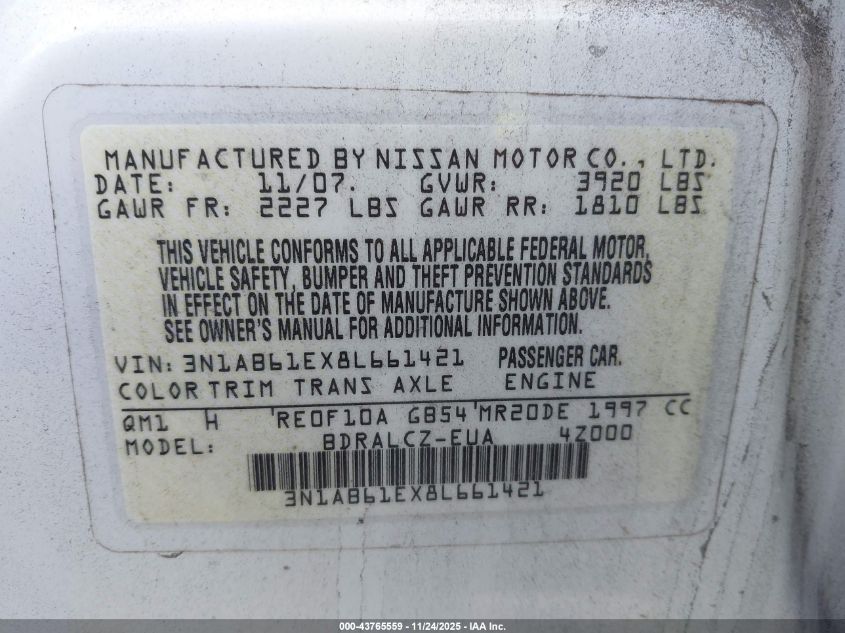 MANUFACTURED BY NISSAN MOTOR CO., LTD.
DATE: 11/07. GVWR: 3920 LBS
GAWR FR: 2227 LBS GAWR RR: 1810 LBS
THIS VEHICLE CONFORMS TO ALL APPLICABLE FEDERAL MOTOR,
VEHICLE SAFETY, BUMPER AND THEFT PREVENTION STANDARDS
IN EFFECT ON THE DATE OF MANUFACTURE SHOWN ABOVE.
SEE OWNER'S MANUAL FOR ADDITIONAL INFORMATION.
VIN: 3N1AB61EX8L661421 PASSENGER CAR.
COLOR TRIM TRANS AXLE ENGINE
QM1 H RE0F10A GB54 MR20DE 1997 CC
MODEL: BDRALCZ-EUA 4Z000
3N1AB61EX8L661421
000-43765559 - 11/24/2025 - IAA Inc.